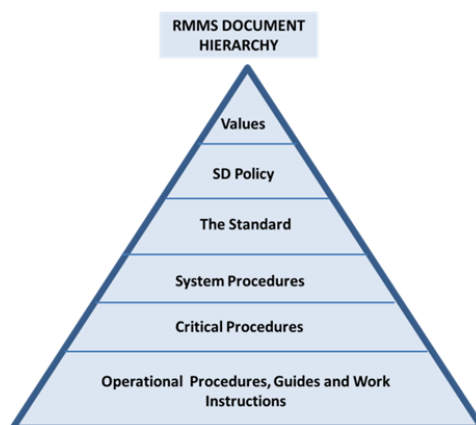 RMMS DOCUMENT
HIERARCHY
Values
SD Policy
The Standard
System Procedures
Critical Procedures
Operational Procedures, Guides and Work
Instructions